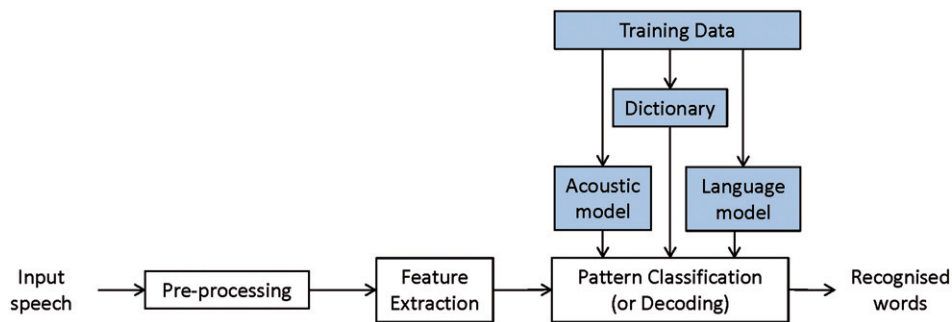 Training Data
Dictionary
Acoustic
model
Language
model
Input
speech
Pre-processing
Feature
Extraction
Pattern Classification
(or Decoding)
Recognised
words